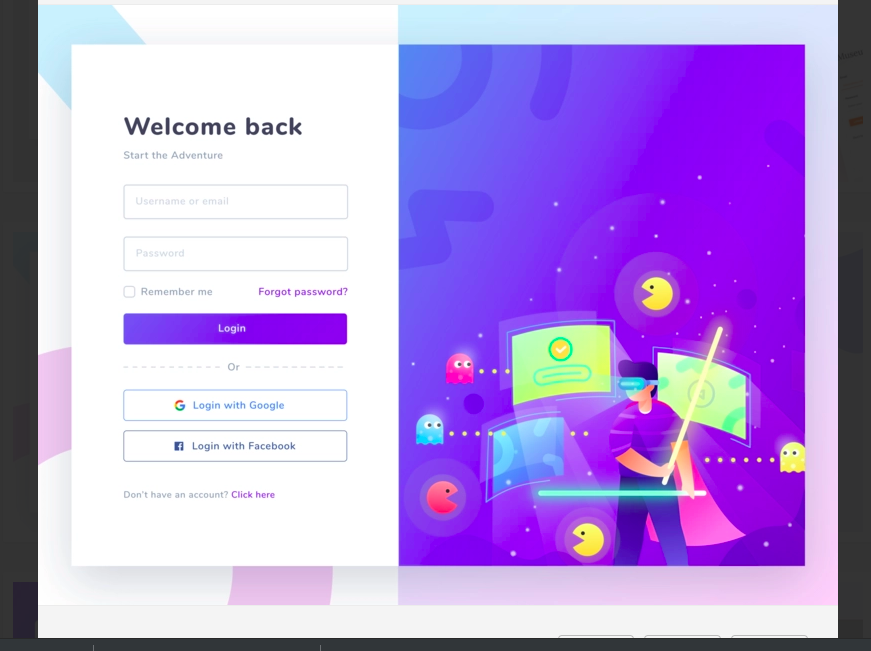 Welcome back
Start the Adventure
Username or email
Password
Remember me Forgot password?
Login
Or
Login with Google
Login with Facebook
Don't have an account? Click here